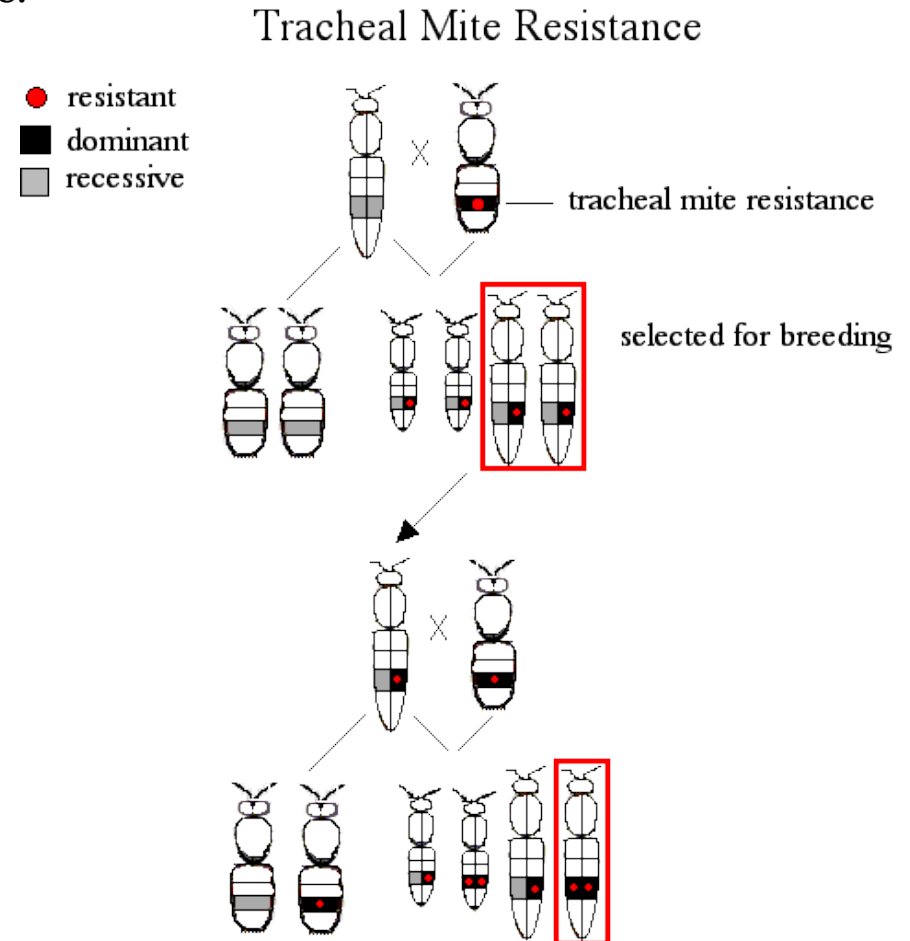 Tracheal Mite Resistance
resistant
dominant
recessive
X
tracheal mite resistance
selected for breeding
X